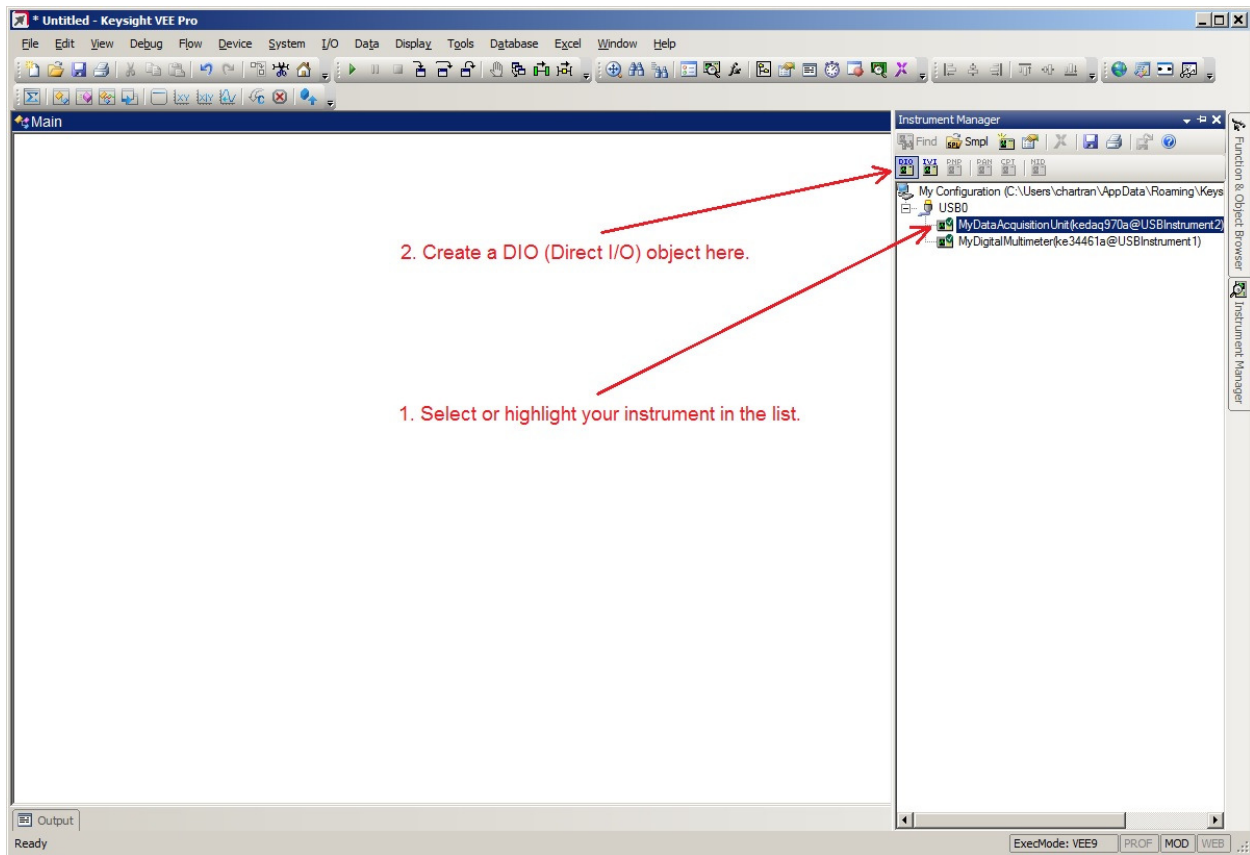 * Untitled - Keysight VEE Pro
File Edit View Debug Flow Device System I/O Data Display Tools Database Excel Window Help
Main
Instrument Manager
Find Smpl
DIO IVI PNP PAN CPT NID
My Configuration (C:\Users\chartran\AppData\Roaming\Keys
USB0
MyDataAcquisitionUnit(kedaq970a@USBInstrument2)
MyDigitalMultimeter(ke34461a@USBInstrument1)
2. Create a DIO (Direct I/O) object here.
1. Select or highlight your instrument in the list.
Function & Object Browser
Instrument Manager
Output
Ready
ExecMode: VEE9 PROF MOD WEB